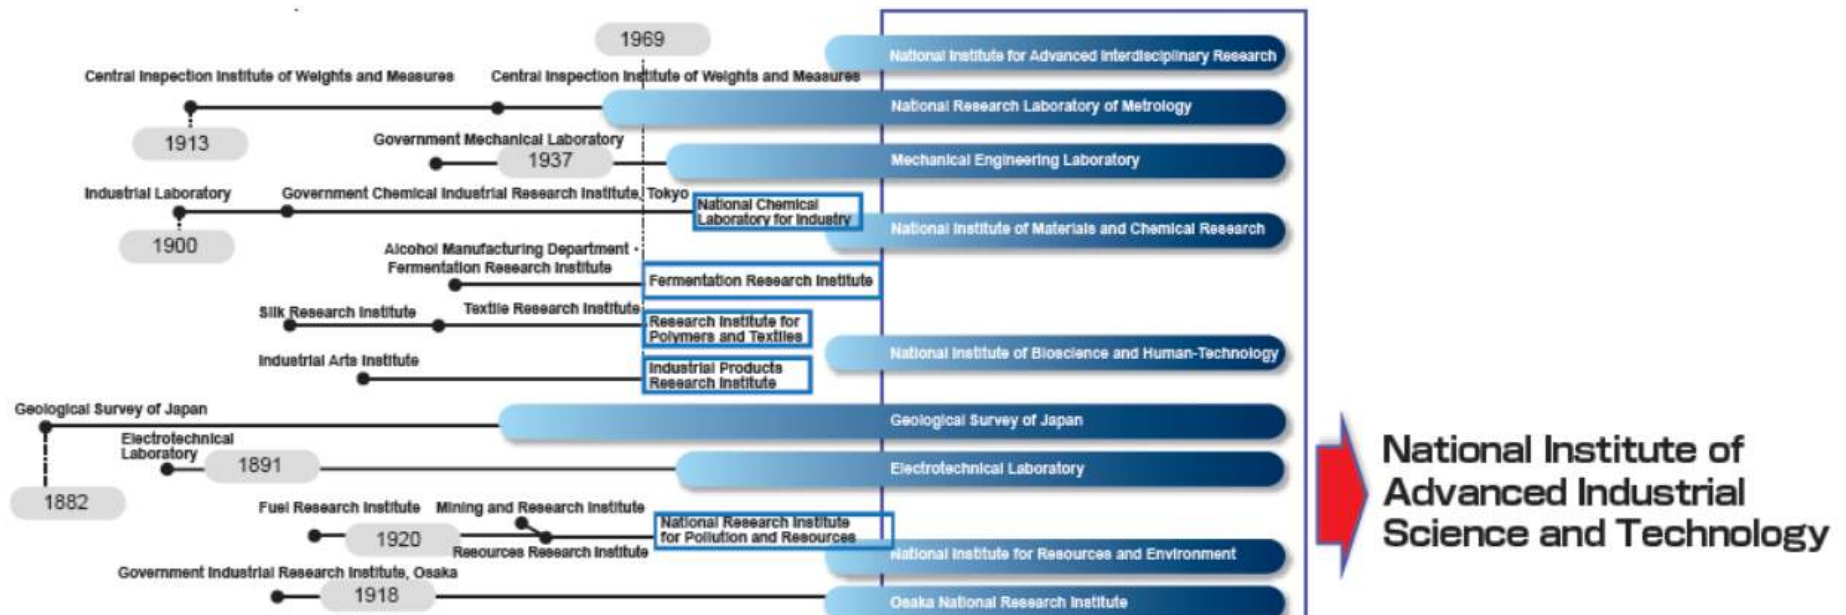 1969
National Institute for Advanced Interdisciplinary Research
Central Inspection Institute of Weights and Measures
Central Inspection Institute of Weights and Measures
National Research Laboratory of Metrology
1913
Government Mechanical Laboratory
1937
Mechanical Engineering Laboratory
Industrial Laboratory
Government Chemical Industrial Research Institute, Tokyo
National Chemical
Laboratory for Industry
1900
National Institute of Materials and Chemical Research
Alcohol Manufacturing Department ·
Fermentation Research Institute
Fermentation Research Institute
Silk Research Institute
Textile Research Institute
Research Institute for
Polymers and Textiles
National Institute of Bioscience and Human-Technology
Industrial Arts Institute
Industrial Products
Research Institute
Geological Survey of Japan
Geological Survey of Japan
Electrotechnical
Laboratory
1891
Electrotechnical Laboratory
1882
National Institute of
Advanced Industrial
Science and Technology
Fuel Research Institute
Mining and Research Institute
1920
Resources Research Institute
National Research Institute
for Pollution and Resources
National Institute for Resources and Environment
Government Industrial Research Institute, Osaka
1918
Osaka National Research Institute